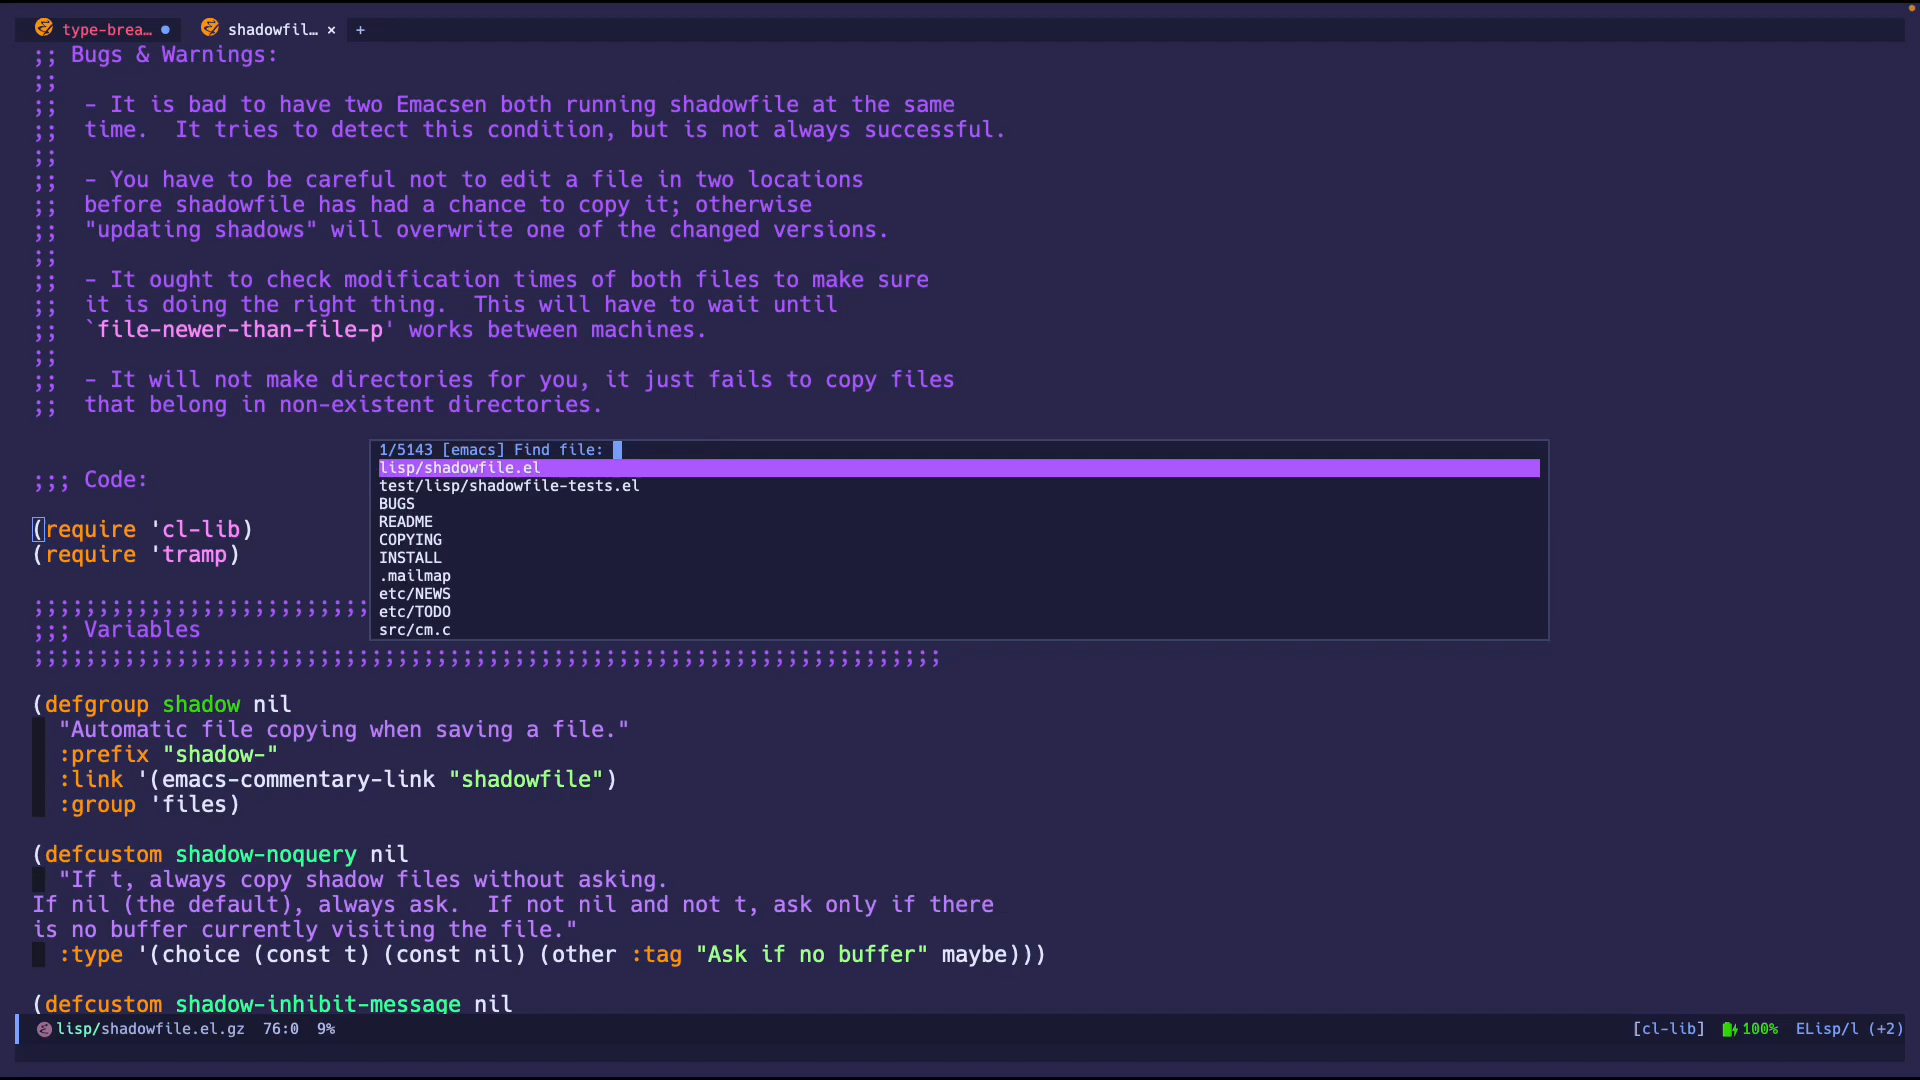 type-brea… ● shadowfil… × +
;; Bugs & Warnings:
;;
;;  - It is bad to have two Emacsen both running shadowfile at the same
;;  time.  It tries to detect this condition, but is not always successful.
;;
;;  - You have to be careful not to edit a file in two locations
;;  before shadowfile has had a chance to copy it; otherwise
;;  "updating shadows" will overwrite one of the changed versions.
;;
;;  - It ought to check modification times of both files to make sure
;;  it is doing the right thing.  This will have to wait until
;;  `file-newer-than-file-p' works between machines.
;;
;;  - It will not make directories for you, it just fails to copy files
;;  that belong in non-existent directories.
1/5143 [emacs] Find file:
lisp/shadowfile.el
test/lisp/shadowfile-tests.el
BUGS
README
COPYING
INSTALL
.mailmap
etc/NEWS
etc/TODO
src/cm.c
;;; Code:
(require 'cl-lib)
(require 'tramp)
;;;;;;;;;;;;;;;;;;;;;;;;;;
;;; Variables
;;;;;;;;;;;;;;;;;;;;;;;;;;;;;;;;;;;;;;;;;;;;;;;;;;;;;;;;;;;;;;;;;;;;;;
(defgroup shadow nil
  "Automatic file copying when saving a file."
  :prefix "shadow-"
  :link '(emacs-commentary-link "shadowfile")
  :group 'files)
(defcustom shadow-noquery nil
  "If t, always copy shadow files without asking.
If nil (the default), always ask.  If not nil and not t, ask only if there
is no buffer currently visiting the file."
  :type '(choice (const t) (const nil) (other :tag "Ask if no buffer" maybe)))
(defcustom shadow-inhibit-message nil
lisp/shadowfile.el.gz  76:0  9%
[cl-lib] 100% ELisp/l (+2)